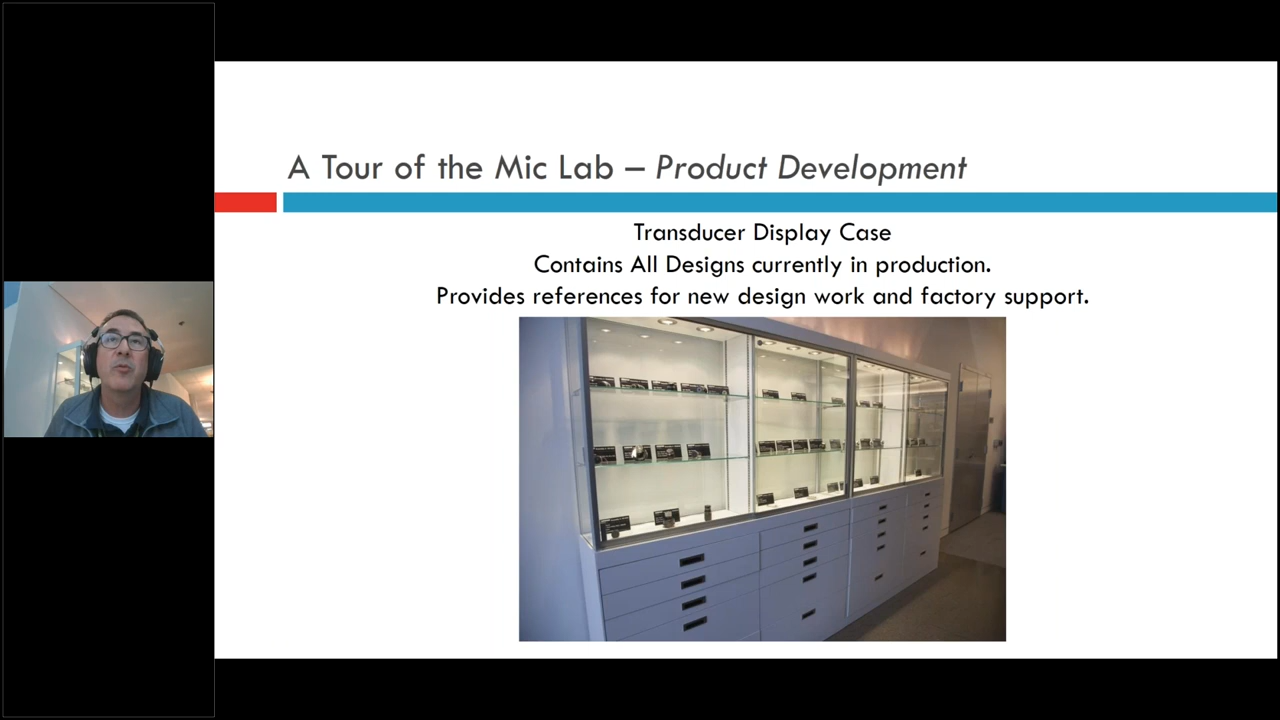 A Tour of the Mic Lab – Product Development
Transducer Display Case
Contains All Designs currently in production.
Provides references for new design work and factory support.